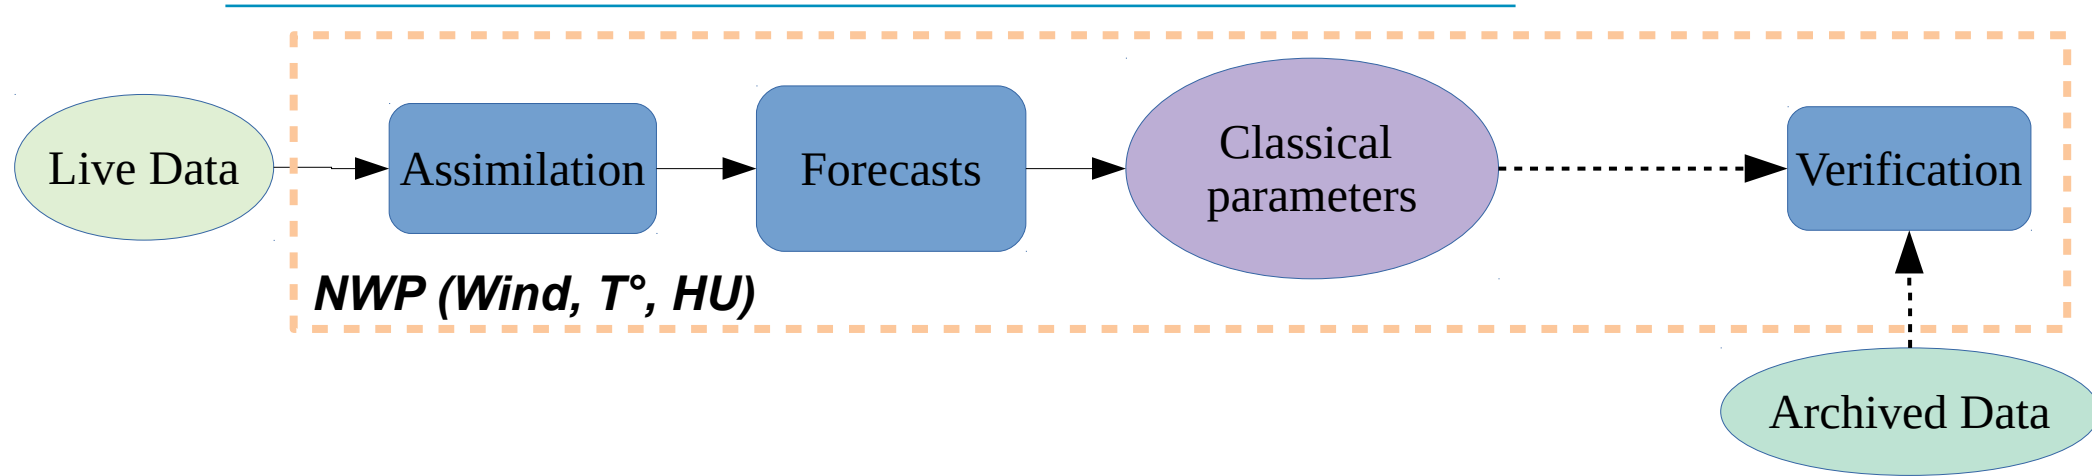 Live Data
Assimilation
Forecasts
Classical
parameters
Verification
NWP (Wind, T°, HU)
Archived Data